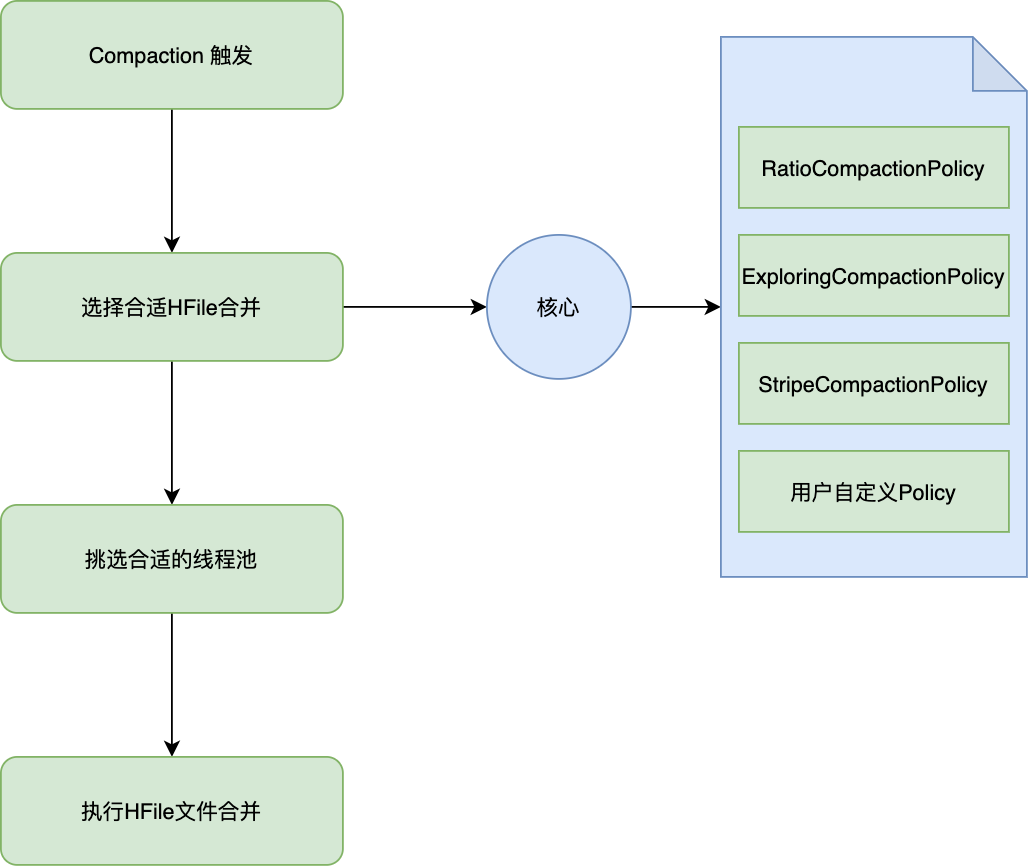 Compaction 触发
选择合适HFile合并
核心
挑选合适的线程池
执行HFile文件合并
RatioCompactionPolicy
ExploringCompactionPolicy
StripeCompactionPolicy
用户自定义Policy